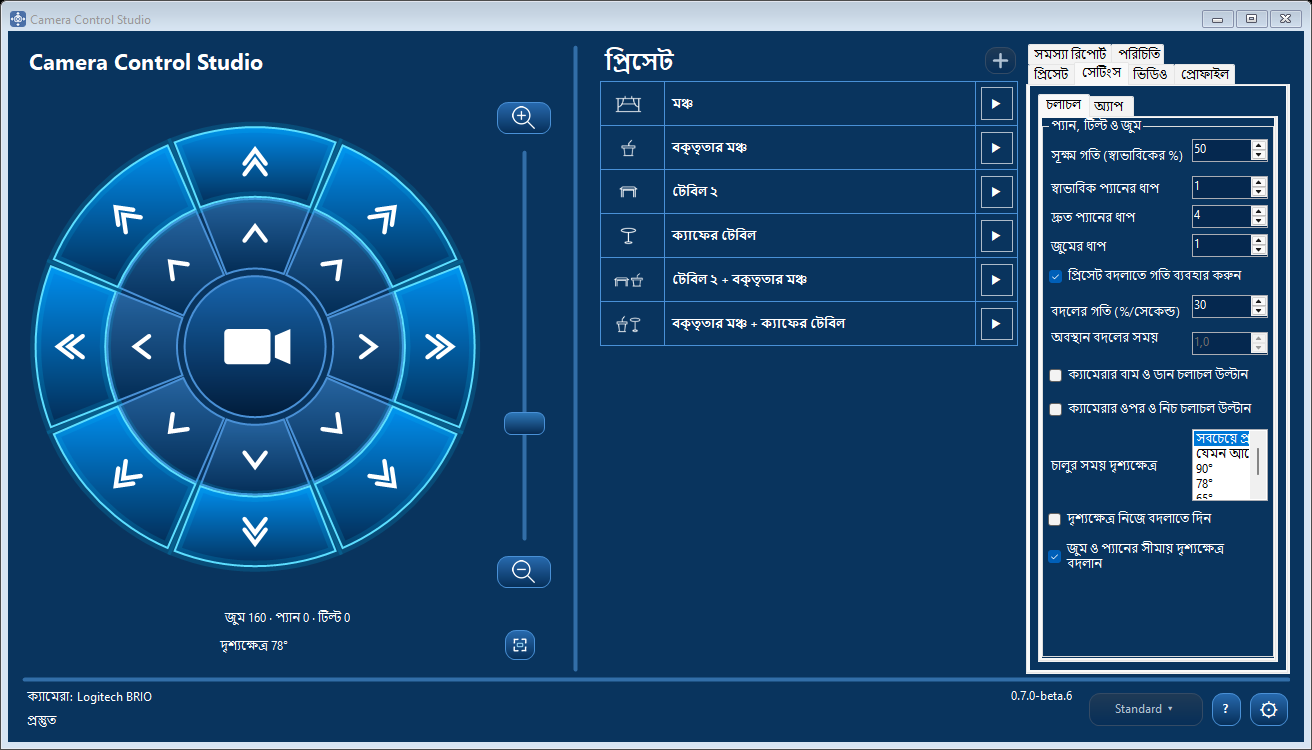 Camera Control Studio
Camera Control Studio
জুম 160 · প্যান 0 · টিল্ট 0
দৃশ্যক্ষেত্র 78°
প্রিসেট
মঞ্চ
বক্তৃতার মঞ্চ
টেবিল ২
ক্যাফের টেবিল
টেবিল ২ + বক্তৃতার মঞ্চ
বক্তৃতার মঞ্চ + ক্যাফের টেবিল
সমস্যা রিপোর্ট পরিচিতি
প্রিসেট সেটিংস ভিডিও প্রোফাইল
চলাচল অ্যাপ
প্যান, টিল্ট ও জুম
সূক্ষ্ম গতি (স্বাভাবিকের %) 50
স্বাভাবিক প্যানের ধাপ 1
দ্রুত প্যানের ধাপ 4
জুমের ধাপ 1
প্রিসেট বদলাতে গতি ব্যবহার করুন
বদলের গতি (%/সেকেন্ড) 30
অবস্থান বদলের সময় 1,0
ক্যামেরার বাম ও ডান চলাচল উল্টান
ক্যামেরার ওপর ও নিচ চলাচল উল্টান
চালুর সময় দৃশ্যক্ষেত্র
সবচেয়ে প্র
যেমন আে
90°
78°
65°
দৃশ্যক্ষেত্র নিজে বদলাতে দিন
জুম ও প্যানের সীমায় দৃশ্যক্ষেত্র
বদলান
ক্যামেরা: Logitech BRIO
প্রস্তুত
0.7.0-beta.6
Standard
?